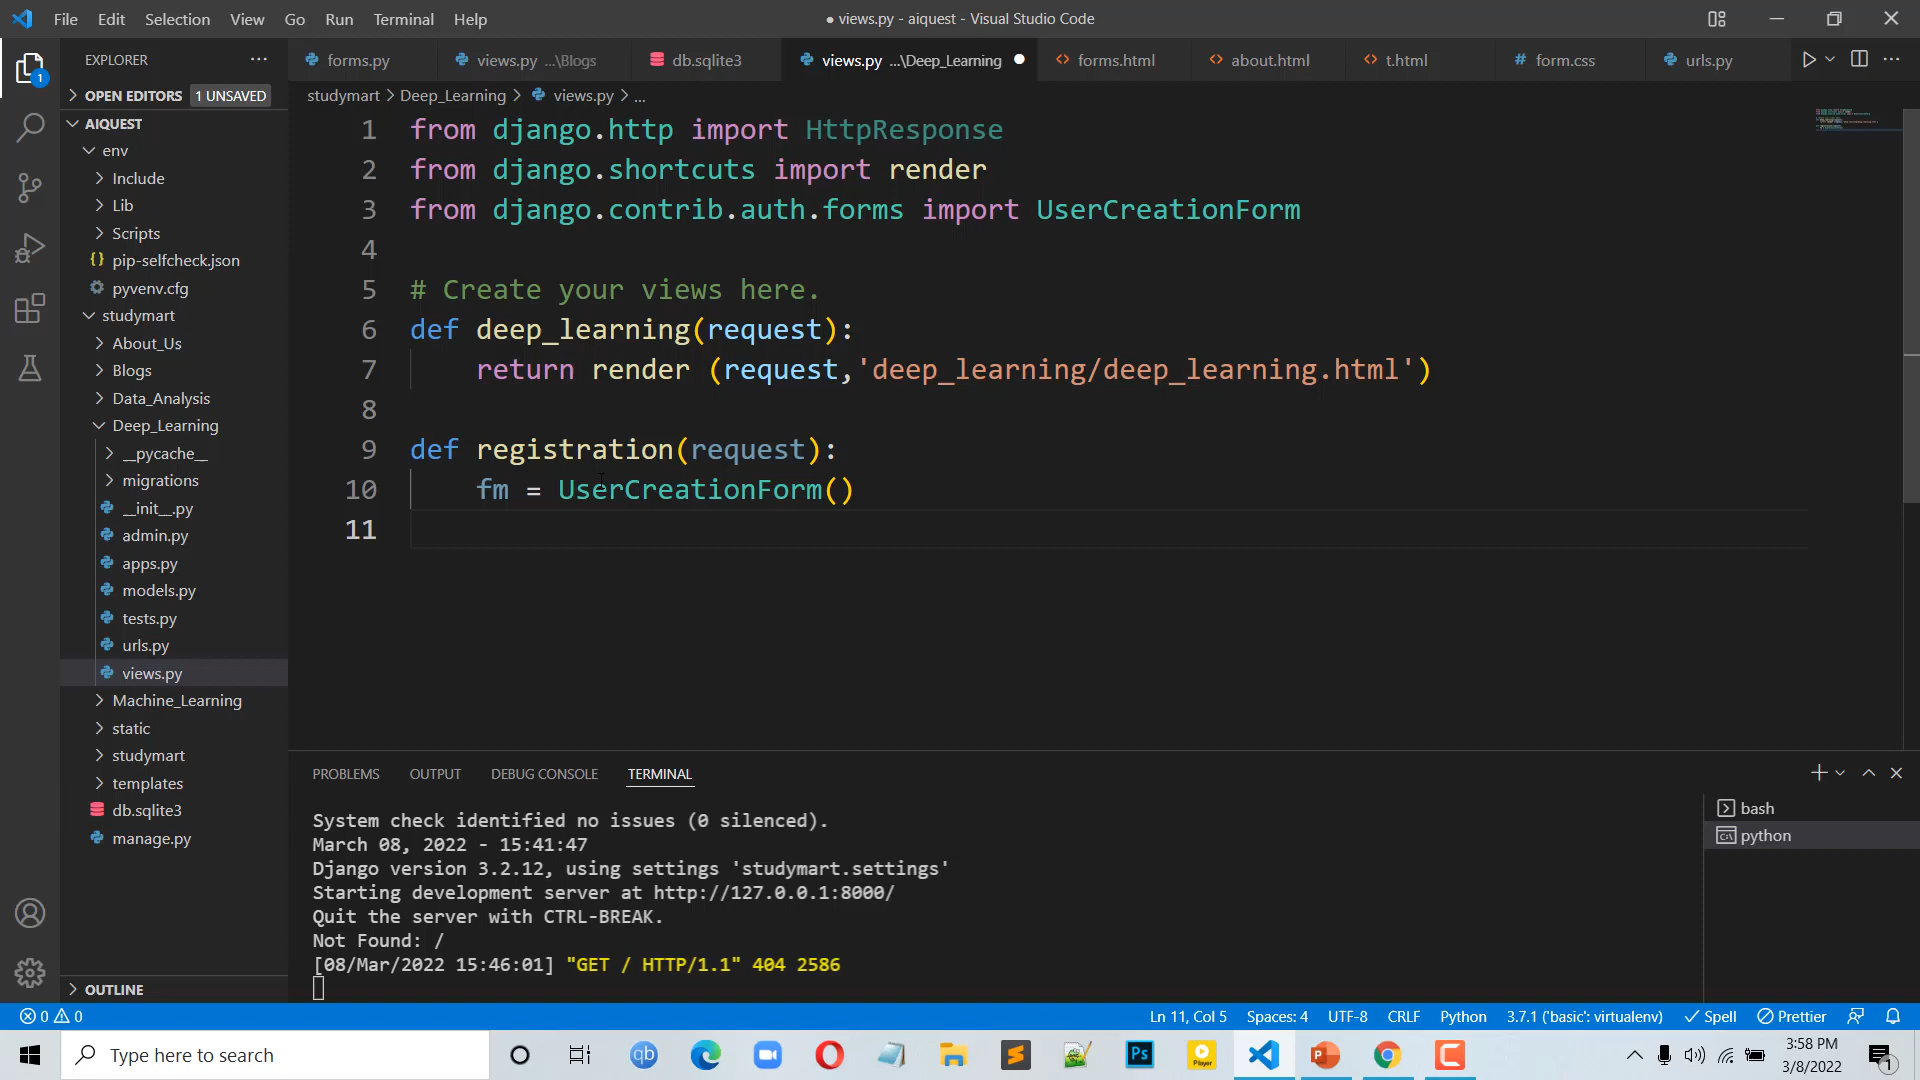 File Edit Selection View Go Run Terminal Help
● views.py - aiquest - Visual Studio Code
EXPLORER
forms.py
views.py ...\Blogs
db.sqlite3
views.py ...\Deep_Learning
forms.html
about.html
t.html
# form.css
urls.py
OPEN EDITORS 1 UNSAVED
studymart > Deep_Learning > views.py > ...
AIQUEST
env
Include
Lib
Scripts
pip-selfcheck.json
pyvenv.cfg
studymart
About_Us
Blogs
Data_Analysis
Deep_Learning
__pycache__
migrations
__init__.py
admin.py
apps.py
models.py
tests.py
urls.py
views.py
Machine_Learning
static
studymart
templates
db.sqlite3
manage.py
OUTLINE
1 from django.http import HttpResponse
2 from django.shortcuts import render
3 from django.contrib.auth.forms import UserCreationForm
4
5 # Create your views here.
6 def deep_learning(request):
7 return render (request,'deep_learning/deep_learning.html')
8
9 def registration(request):
10 fm = UserCreationForm()
11
PROBLEMS OUTPUT DEBUG CONSOLE TERMINAL
System check identified no issues (0 silenced).
March 08, 2022 - 15:41:47
Django version 3.2.12, using settings 'studymart.settings'
Starting development server at http://127.0.0.1:8000/
Quit the server with CTRL-BREAK.
Not Found: /
[08/Mar/2022 15:46:01] "GET / HTTP/1.1" 404 2586
bash
python
0 0
Ln 11, Col 5 Spaces: 4 UTF-8 CRLF Python 3.7.1 ('basic': virtualenv) Spell Prettier
Type here to search
qb
Ps
Player
3:58 PM
3/8/2022
1